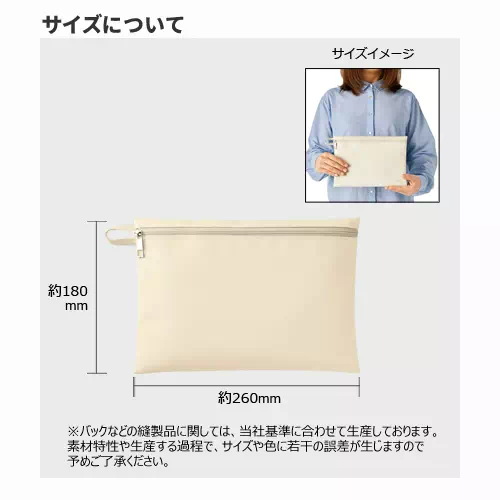 サイズについて
サイズイメージ
約180
mm
約260mm
※バックなどの縫製品に関しては、当社基準に合わせて生産しております。
素材特性や生産する過程で、サイズや色に若干の誤差が生じますので
予めご了承ください。